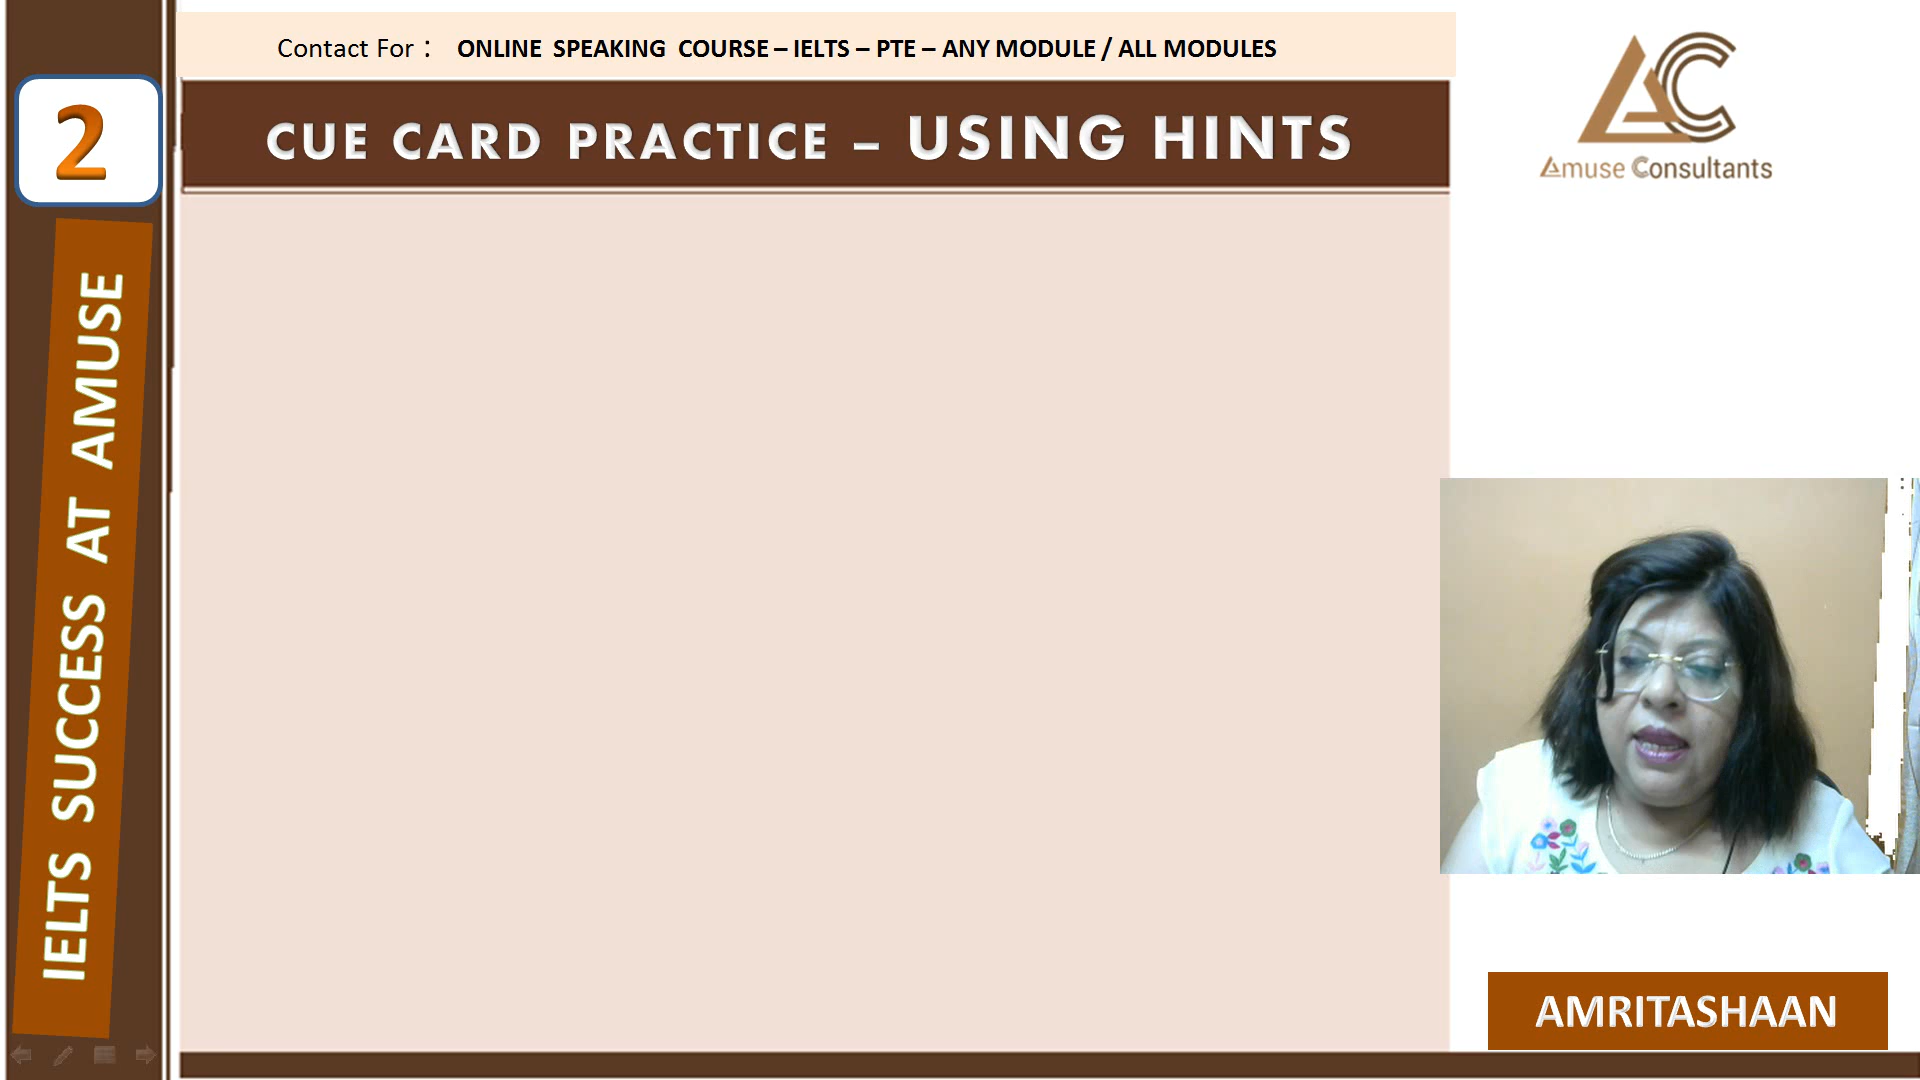 Contact For : ONLINE SPEAKING COURSE – IELTS – PTE – ANY MODULE / ALL MODULES
2
CUE CARD PRACTICE – USING HINTS
AC
Amuse Consultants
IELTS SUCCESS AT AMUSE
AMRITASHAAN